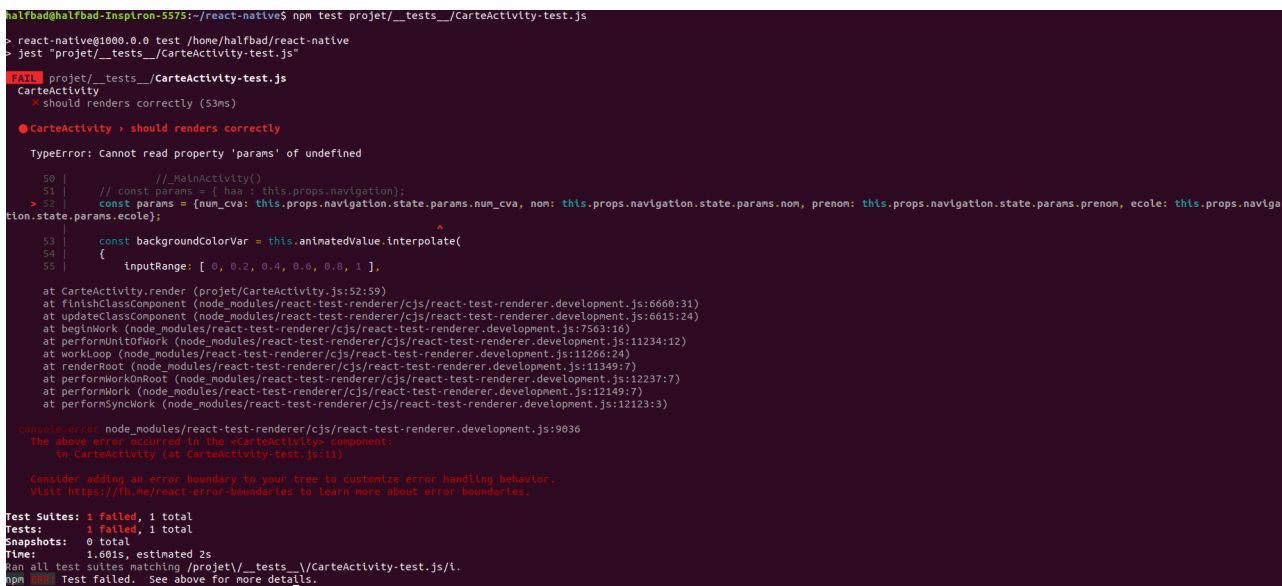 halfbad@halfbad-Inspiron-5575:~/react-native$ npm test projet/__tests__/CarteActivity-test.js
> react-native@1000.0.0 test /home/halfbad/react-native
> jest "projet/__tests__/CarteActivity-test.js"
FAIL projet/__tests__/CarteActivity-test.js
CarteActivity
✕ should renders correctly (53ms)
● CarteActivity › should renders correctly
TypeError: Cannot read property 'params' of undefined
50 | //_MainActivity()
51 | // const params = { haa : this.props.navigation};
> 52 | const params = {num_cva: this.props.navigation.state.params.num_cva, nom: this.props.navigation.state.params.nom, prenom: this.props.navigation.state.params.prenom, ecole: this.props.naviga
tion.state.params.ecole};
| ^
53 | const backgroundColorVar = this.animatedValue.interpolate(
54 | {
55 | inputRange: [ 0, 0.2, 0.4, 0.6, 0.8, 1 ],
at CarteActivity.render (projet/CarteActivity.js:52:59)
at finishClassComponent (node_modules/react-test-renderer/cjs/react-test-renderer.development.js:6660:31)
at updateClassComponent (node_modules/react-test-renderer/cjs/react-test-renderer.development.js:6615:24)
at beginWork (node_modules/react-test-renderer/cjs/react-test-renderer.development.js:7563:16)
at performUnitOfWork (node_modules/react-test-renderer/cjs/react-test-renderer.development.js:11234:12)
at workLoop (node_modules/react-test-renderer/cjs/react-test-renderer.development.js:11266:24)
at renderRoot (node_modules/react-test-renderer/cjs/react-test-renderer.development.js:11349:7)
at performWorkOnRoot (node_modules/react-test-renderer/cjs/react-test-renderer.development.js:12237:7)
at performWork (node_modules/react-test-renderer/cjs/react-test-renderer.development.js:12149:7)
at performSyncWork (node_modules/react-test-renderer/cjs/react-test-renderer.development.js:12123:3)
console.error node_modules/react-test-renderer/cjs/react-test-renderer.development.js:9036
The above error occurred in the <CarteActivity> component:
in CarteActivity (at CarteActivity-test.js:11)
Consider adding an error boundary to your tree to customize error handling behavior.
Visit https://fb.me/react-error-boundaries to learn more about error boundaries.
Test Suites: 1 failed, 1 total
Tests: 1 failed, 1 total
Snapshots: 0 total
Time: 1.601s, estimated 2s
Ran all test suites matching /projet\/__tests__\/CarteActivity-test.js/i.
npm ERR! Test failed. See above for more details.